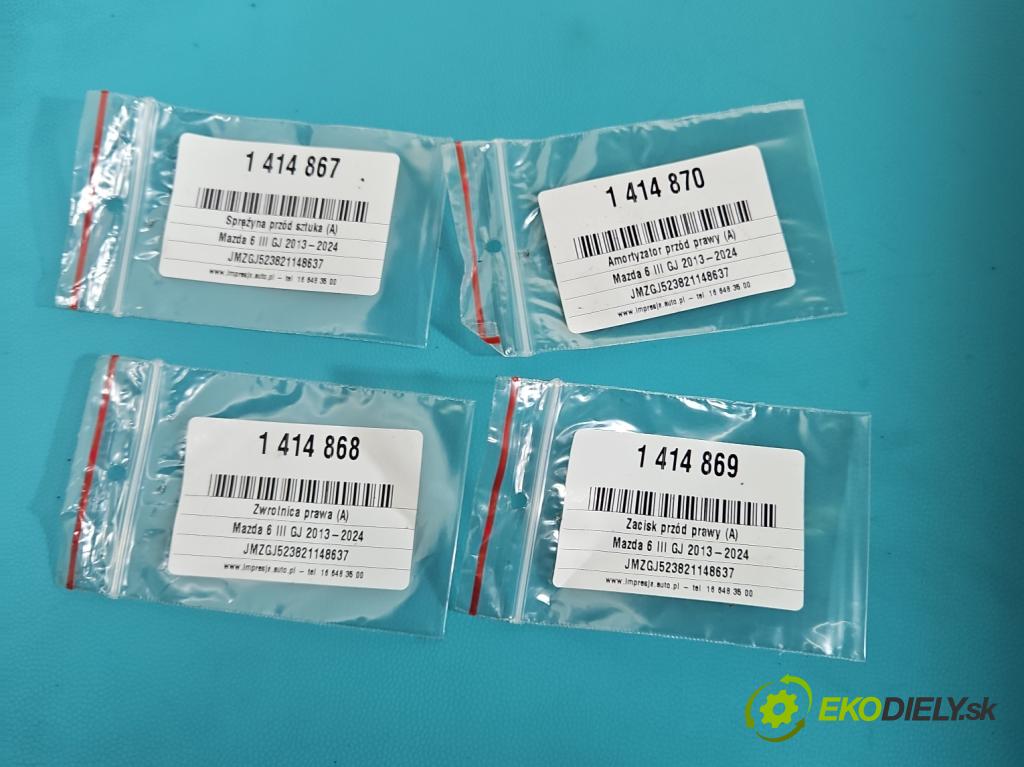 1 414 867
Sprężyna przód sztuka (A)
Mazda 6 III GJ 2013-2024
JMZGJ523821148637
www.impresja.auto.pl - tel. 16 648 35 00
1 414 870
Amortyzator przód prawy (A)
Mazda 6 III GJ 2013-2024
JMZGJ523821148637
www.impresja.auto.pl - tel. 16 648 35 00
1 414 868
Zwrotnica prawa (A)
Mazda 6 III GJ 2013-2024
JMZGJ523821148637
www.impresja.auto.pl - tel. 16 648 35 00
1 414 869
Zacisk przód prawy (A)
Mazda 6 III GJ 2013-2024
JMZGJ523821148637
www.impresja.auto.pl - tel. 16 648 35 00
EKODIELY.sk